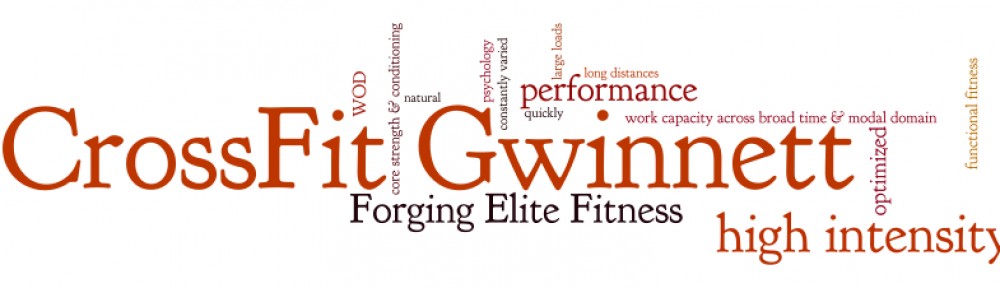 CrossFit Gwinnett
Forging Elite Fitness
high intensity
performance
WOD
core strength & conditioning
natural
psychology
constantly varied
quickly
large loads
long distances
work capacity across broad time & modal domain
optimized
functional fitness